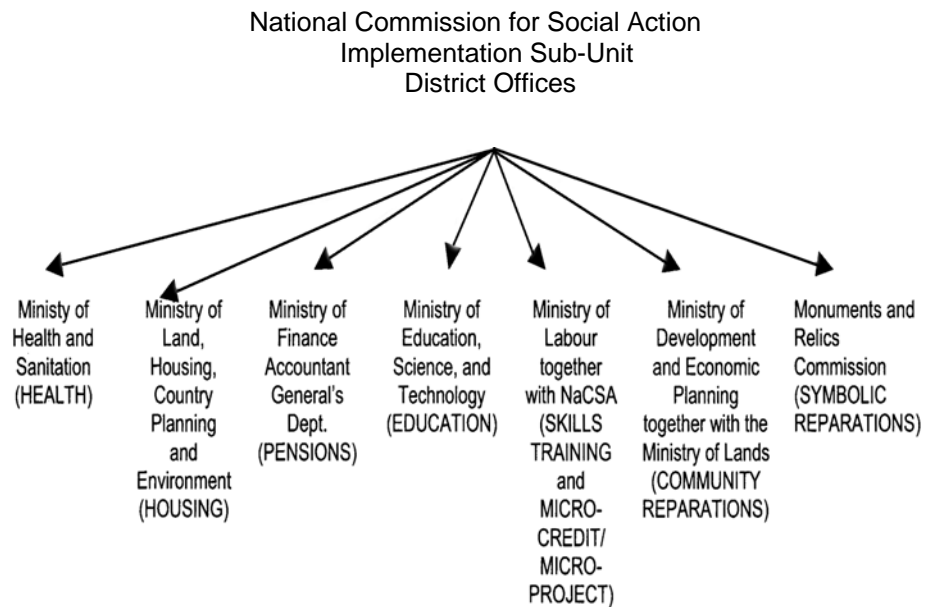 National Commission for Social Action
Implementation Sub-Unit
District Offices
Ministy of
Health and
Sanitation
(HEALTH)
Ministry of
Land,
Housing,
Country
Planning
and
Environment
(HOUSING)
Ministry of
Finance
Accountant
General's
Dept.
(PENSIONS)
Ministry of
Education,
Science, and
Technology
(EDUCATION)
Ministry of
Labour
together
with NaCSA
(SKILLS
TRAINING
and
MICRO-
CREDIT/
MICRO-
PROJECT)
Ministry of
Development
and Economic
Planning
together with the
Ministry of Lands
(COMMUNITY
REPARATIONS)
Monuments and
Relics
Commission
(SYMBOLIC
REPARATIONS)